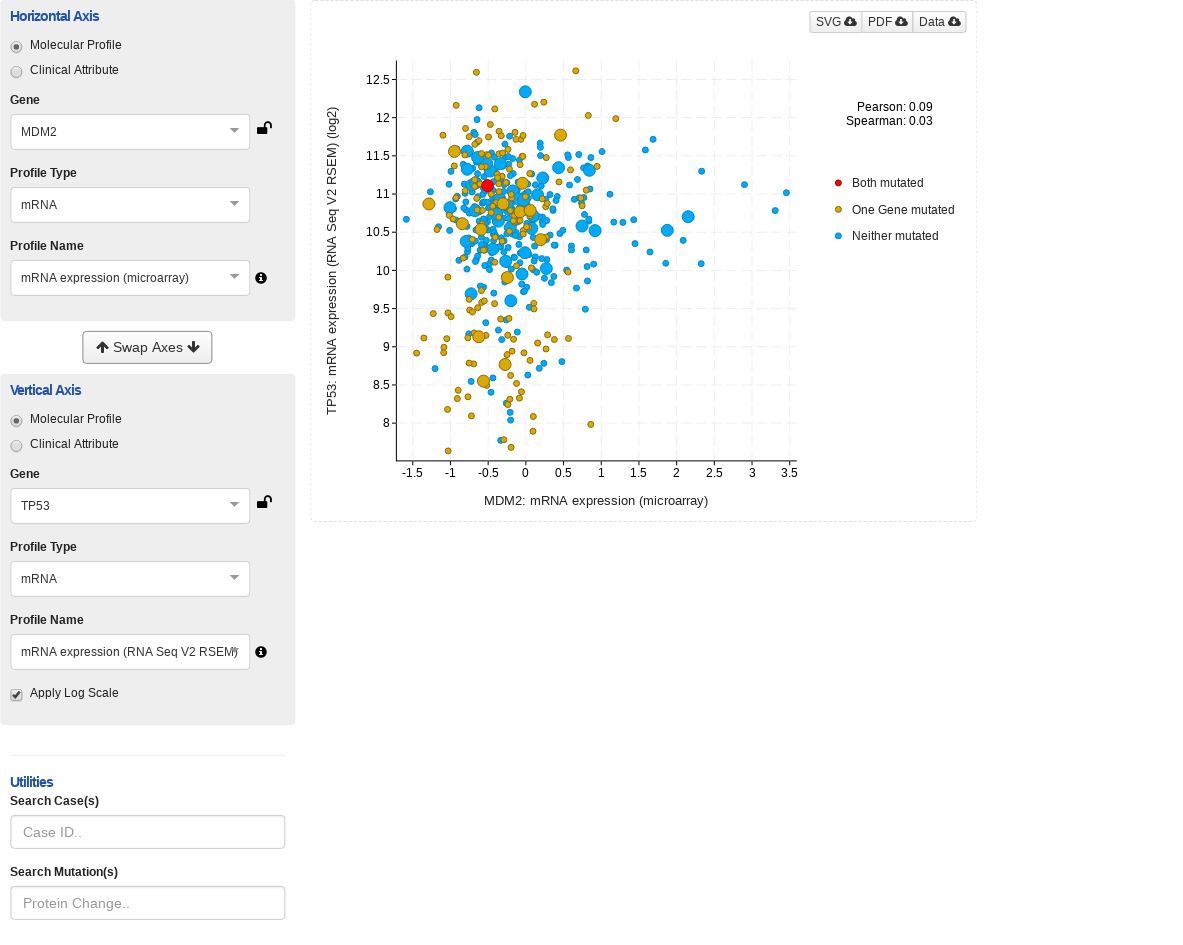 Horizontal Axis
Molecular Profile
Clinical Attribute
Gene
MDM2
Profile Type
mRNA
Profile Name
mRNA expression (microarray)
Swap Axes
Vertical Axis
Molecular Profile
Clinical Attribute
Gene
TP53
Profile Type
mRNA
Profile Name
mRNA expression (RNA Seq V2 RSEM)
Apply Log Scale
Utilities
Search Case(s)
Case ID..
Search Mutation(s)
Protein Change..
SVG PDF Data
TP53: mRNA expression (RNA Seq V2 RSEM) (log2)
12.5
12
11.5
11
10.5
10
9.5
9
8.5
8
-1.5 -1 -0.5 0 0.5 1 1.5 2 2.5 3 3.5
MDM2: mRNA expression (microarray)
Pearson: 0.09
Spearman: 0.03
Both mutated
One Gene mutated
Neither mutated